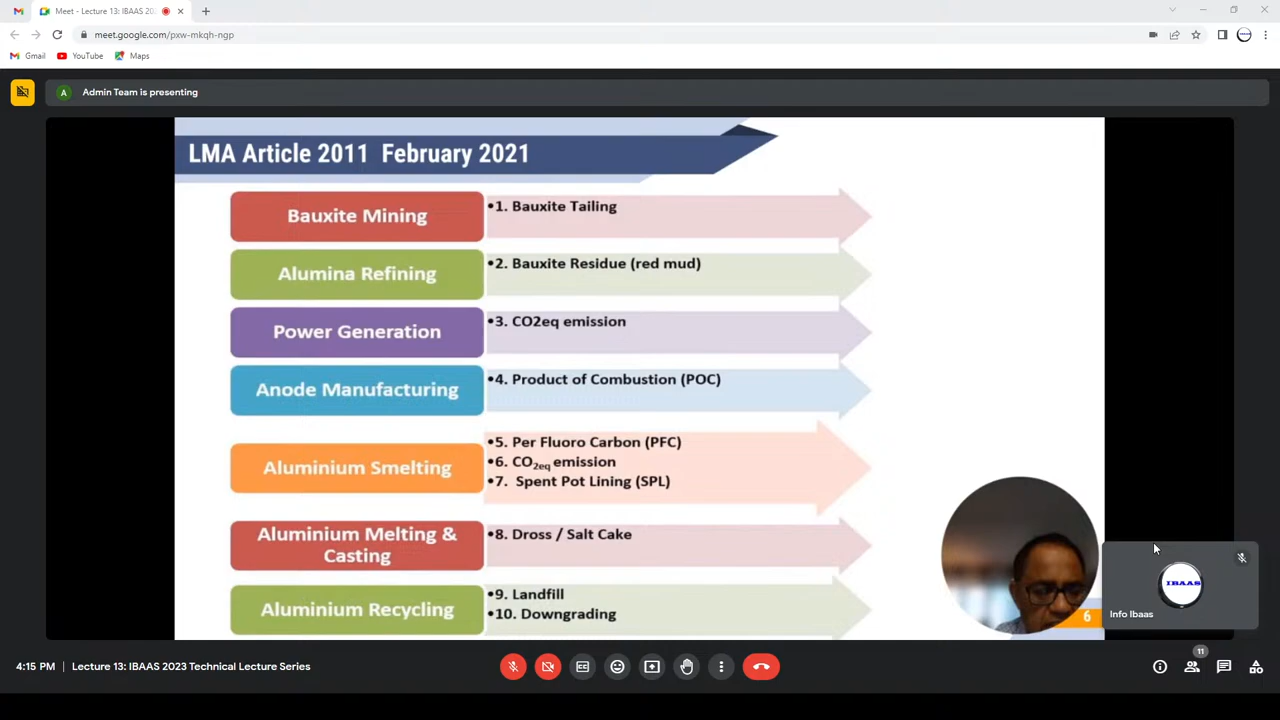 Meet - Lecture 13: IBAAS 202
meet.google.com/pxw-mkqh-ngp
Gmail
YouTube
Maps
A
Admin Team is presenting
LMA Article 2011 February 2021
Bauxite Mining
•1. Bauxite Tailing
Alumina Refining
•2. Bauxite Residue (red mud)
Power Generation
•3. CO2eq emission
Anode Manufacturing
•4. Product of Combustion (POC)
Aluminium Smelting
•5. Per Fluoro Carbon (PFC)
•6. CO2eq emission
•7. Spent Pot Lining (SPL)
Aluminium Melting &
Casting
•8. Dross / Salt Cake
Aluminium Recycling
•9. Landfill
•10. Downgrading
6
IBAAS
Info Ibaas
4:15 PM | Lecture 13: IBAAS 2023 Technical Lecture Series
11